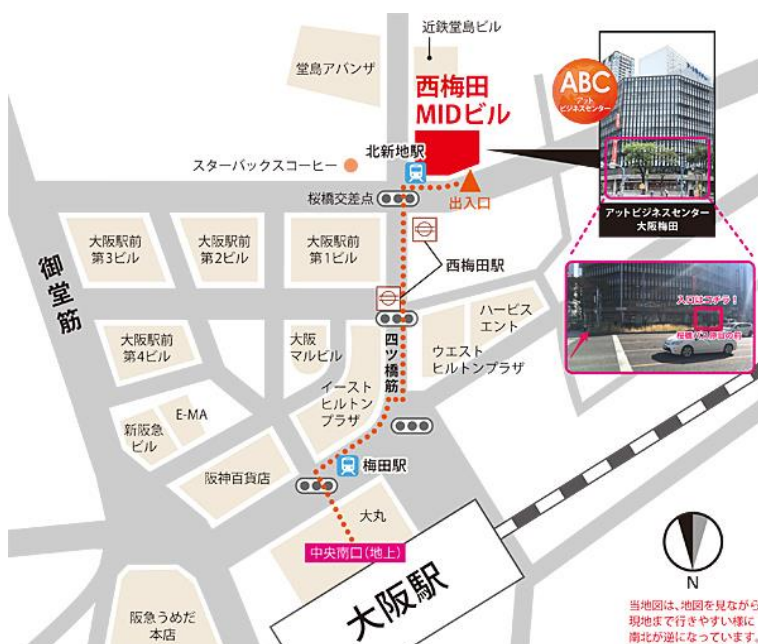 近鉄堂島ビル
堂島アバンザ
西梅田
MIDビル
ABC
アット
ビジネスセンター
北新地駅
スターバックスコーヒー
桜橋交差点
出入口
アットビジネスセンター
大阪梅田
大阪駅前
第3ビル
大阪駅前
第2ビル
大阪駅前
第1ビル
西梅田駅
御堂筋
入口はコチラ!
桜橋バス停目の前
ハービス
エント
大阪駅前
第4ビル
大阪
マルビル
四ツ橋筋
ウエスト
ヒルトンプラザ
イースト
ヒルトン
プラザ
E-MA
新阪急
ビル
阪神百貨店
梅田駅
大丸
中央南口(地上)
大阪駅
N
阪急うめだ
本店
当地図は、地図を見ながら
現地まで行きやすい様に
南北が逆になっています。